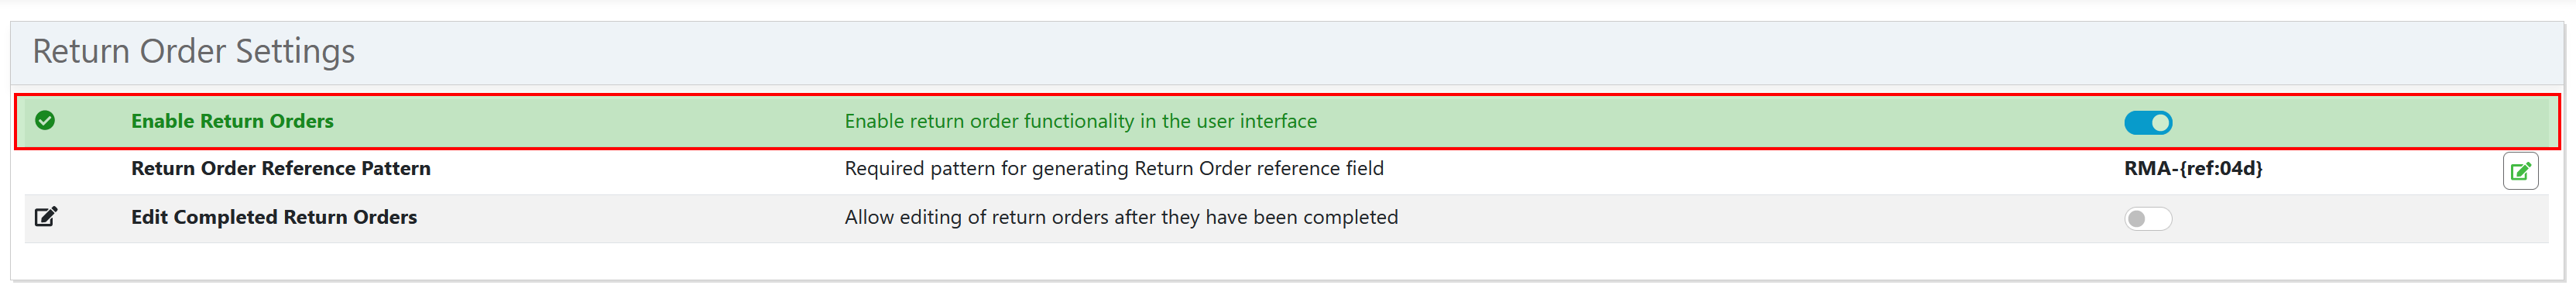 Return Order Settings
Enable Return Orders Enable return order functionality in the user interface
Return Order Reference Pattern Required pattern for generating Return Order reference field RMA-{ref:04d}
Edit Completed Return Orders Allow editing of return orders after they have been completed